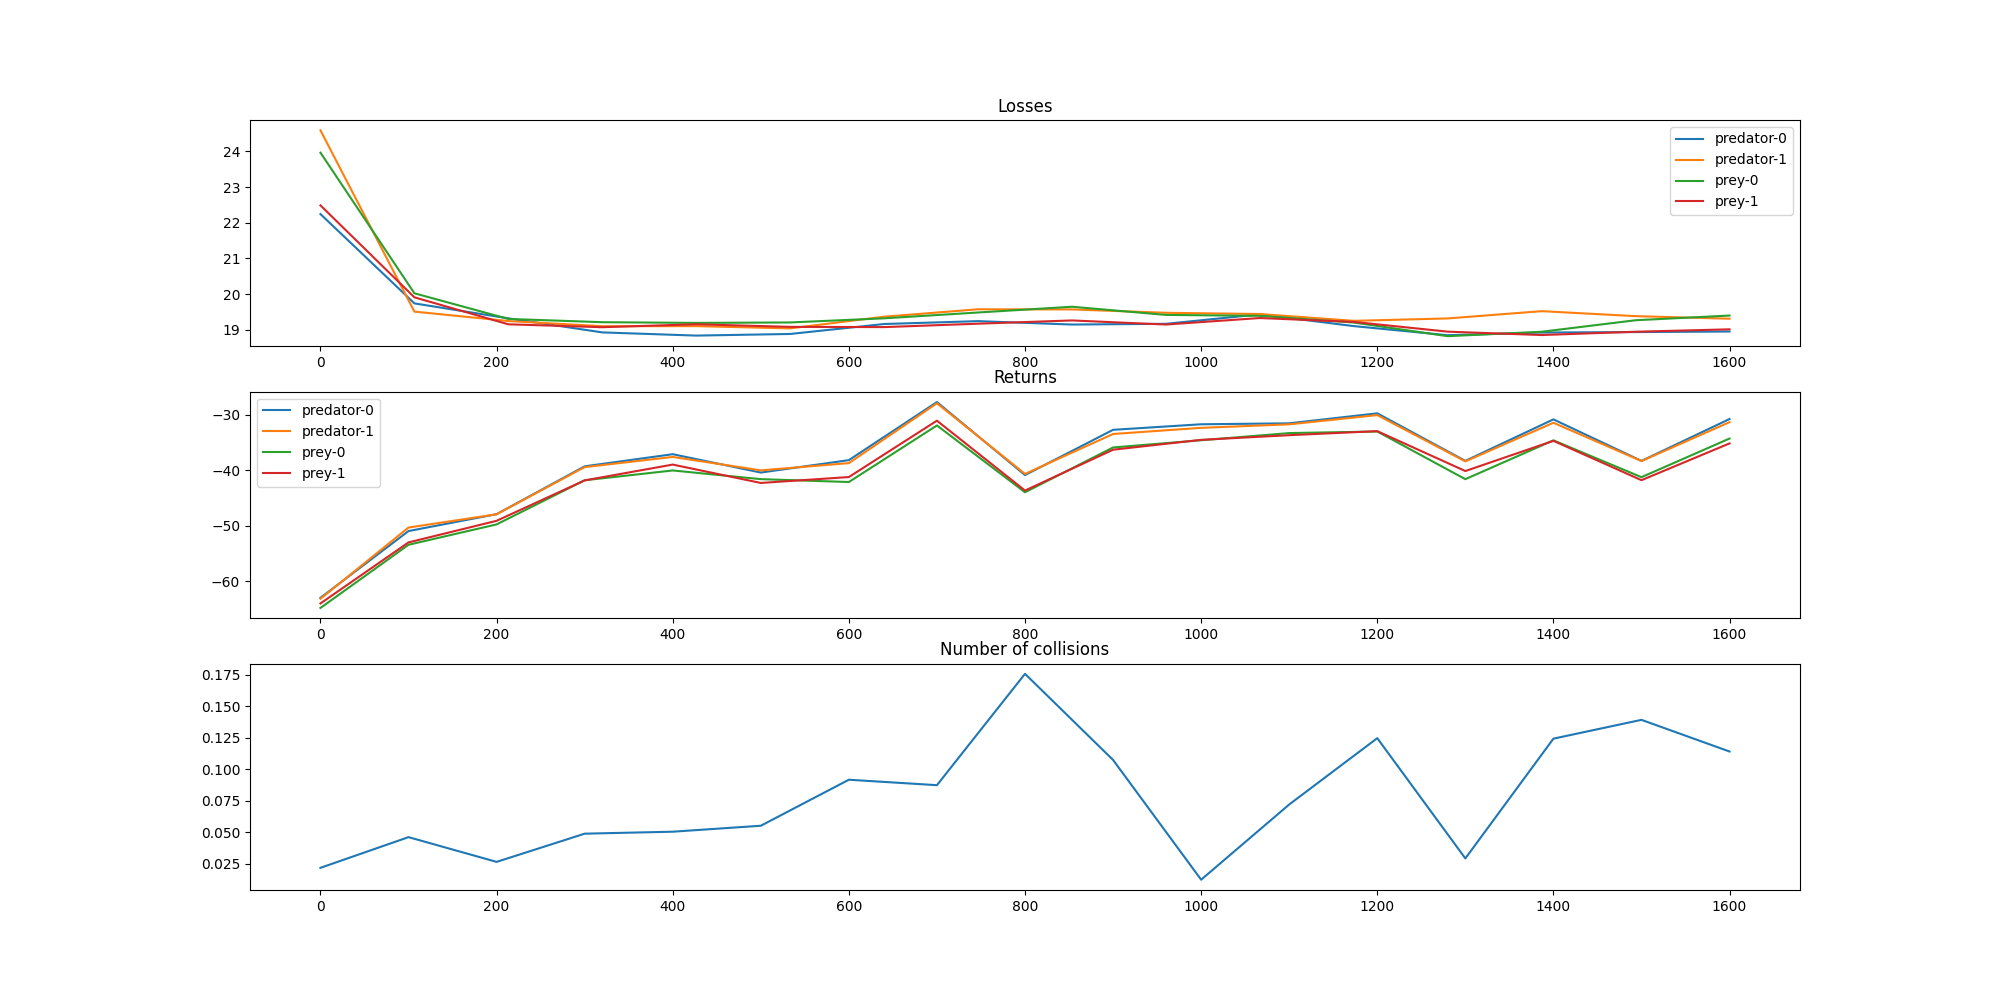 Losses
24
23
22
21
20
19
predator-0
predator-1
prey-0
prey-1
0 200 400 600 800 1000 1200 1400 1600
Returns
−30
−40
−50
−60
predator-0
predator-1
prey-0
prey-1
0 200 400 600 800 1000 1200 1400 1600
Number of collisions
0.175
0.150
0.125
0.100
0.075
0.050
0.025
0 200 400 600 800 1000 1200 1400 1600